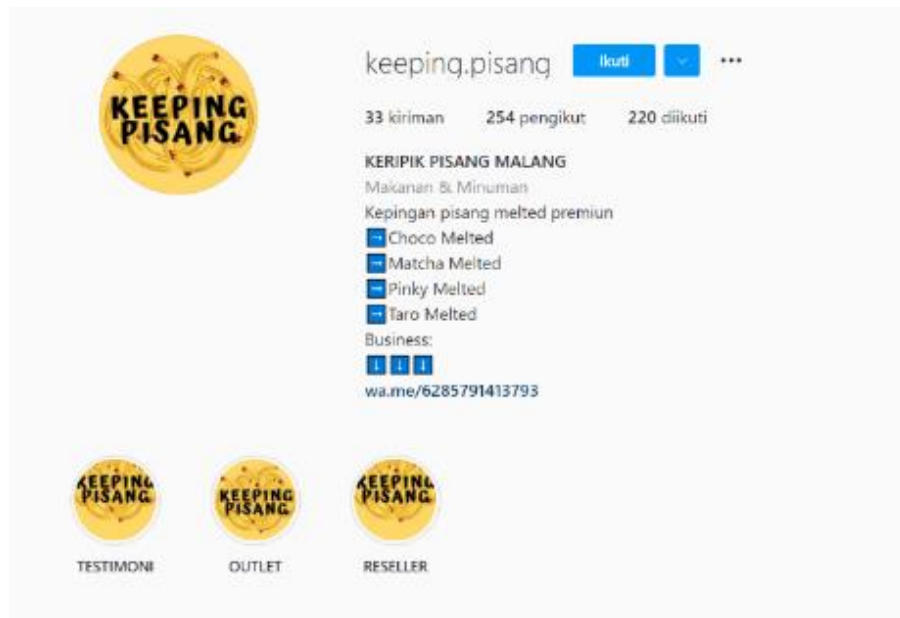 KEEPING
PISANG
keeping.pisang Ikuti
33 kiriman 254 pengikut 220 diikuti
KERIPIK PISANG MALANG
Makanan & Minuman
Kepingan pisang melted premiun
Choco Melted
Matcha Melted
Pinky Melted
Taro Melted
Business:
wa.me/6285791413793
KEEPING
PISANG
KEEPING
PISANG
KEEPING
PISANG
TESTIMONI OUTLET RESELLER